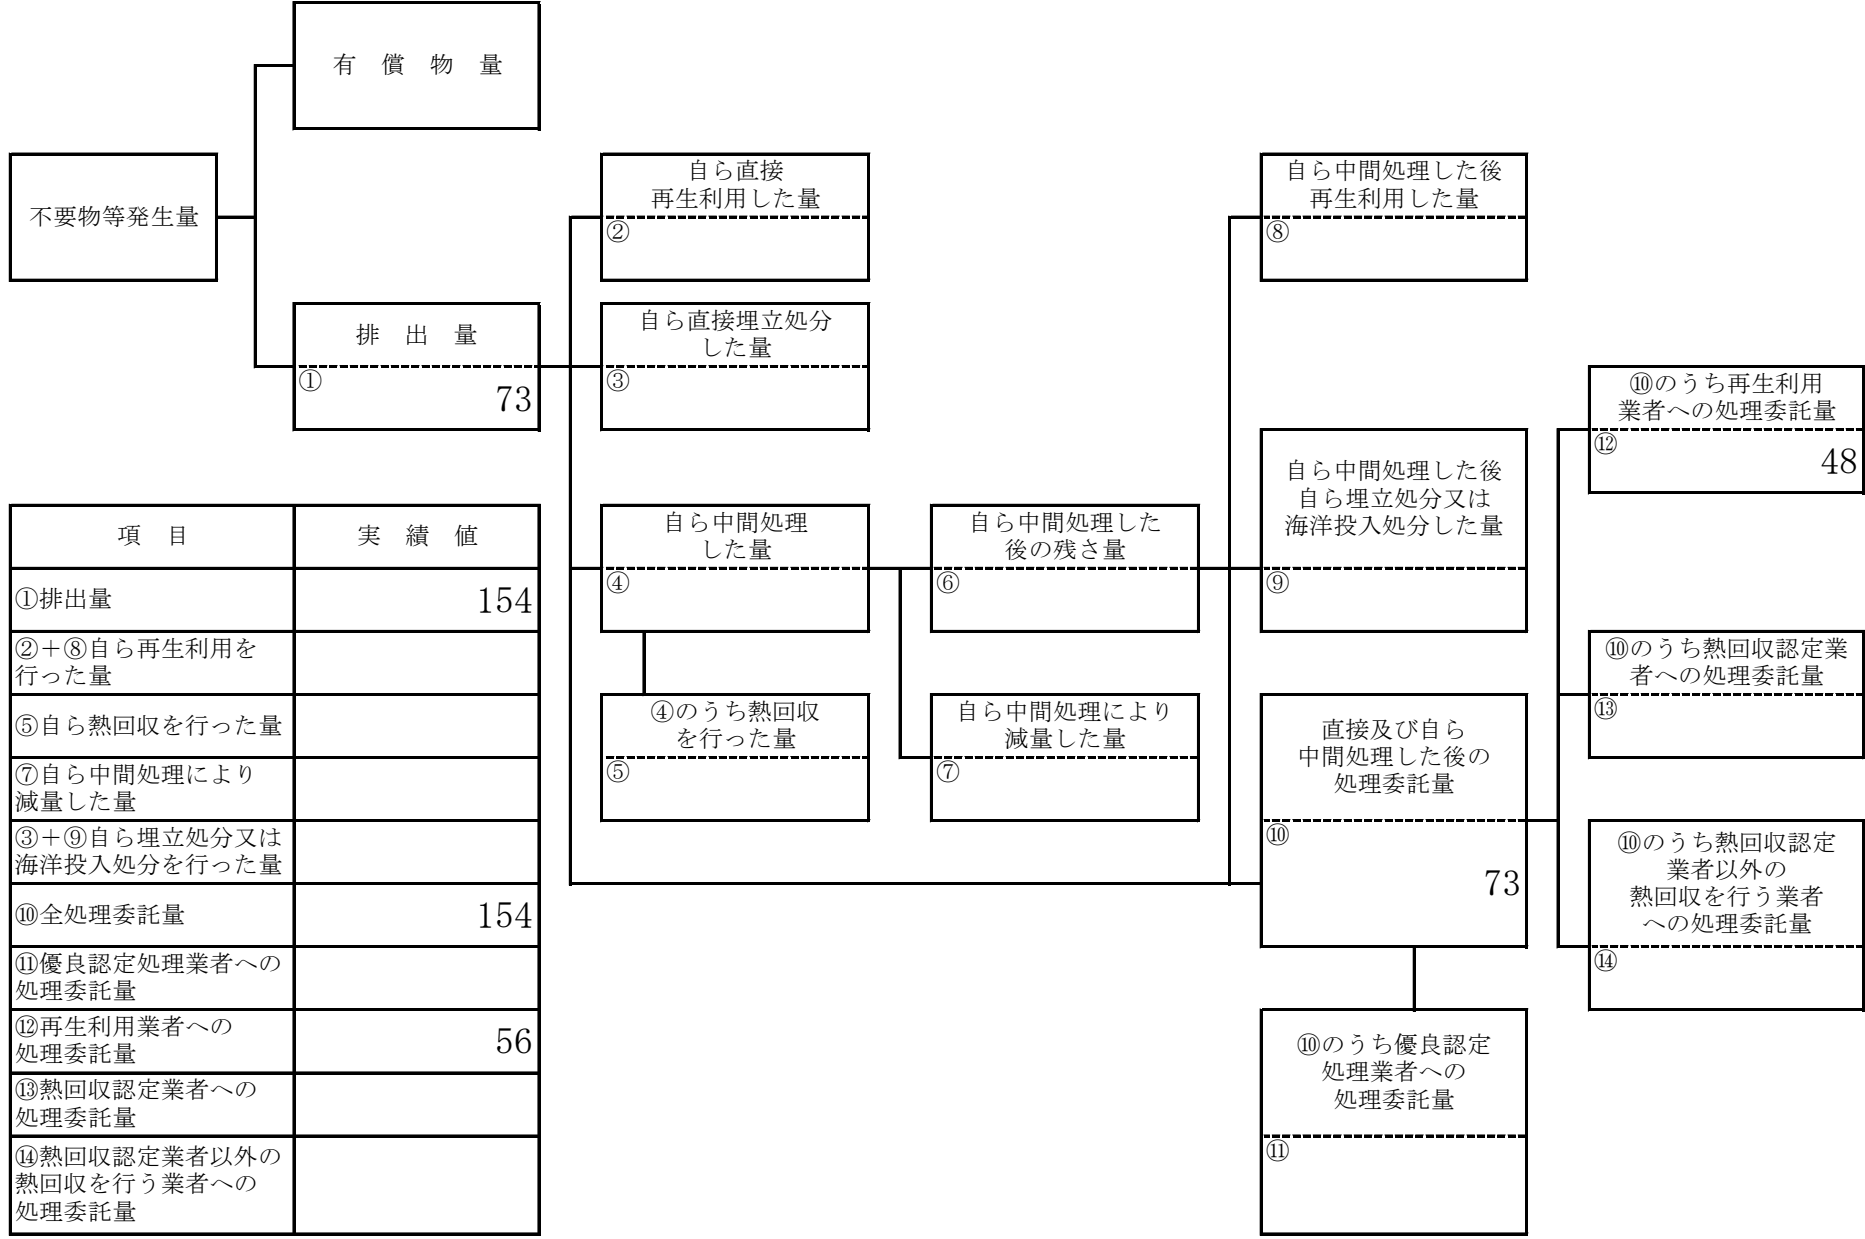 有　償　物　量
不要物等発生量
排　出　量
①
73
自ら直接
再生利用した量
②
自ら直接埋立処分
した量
③
自ら中間処理
した量
④
④のうち熱回収
を行った量
⑤
自ら中間処理した
後の残さ量
⑥
自ら中間処理により
減量した量
⑦
自ら中間処理した後
再生利用した量
⑧
自ら中間処理した後
自ら埋立処分又は
海洋投入処分した量
⑨
直接及び自ら
中間処理した後の
処理委託量
⑩
73
⑩のうち優良認定
処理業者への
処理委託量
⑪
⑩のうち再生利用
業者への処理委託量
⑫
48
⑩のうち熱回収認定業
者への処理委託量
⑬
⑩のうち熱回収認定
業者以外の
熱回収を行う業者
への処理委託量
⑭
項　目
実　績　値
①排出量
154
②＋⑧自ら再生利用を
行った量
⑤自ら熱回収を行った量
⑦自ら中間処理により
減量した量
③＋⑨自ら埋立処分又は
海洋投入処分を行った量
⑩全処理委託量
154
⑪優良認定処理業者への
処理委託量
⑫再生利用業者への
処理委託量
56
⑬熱回収認定業者への
処理委託量
⑭熱回収認定業者以外の
熱回収を行う業者への
処理委託量